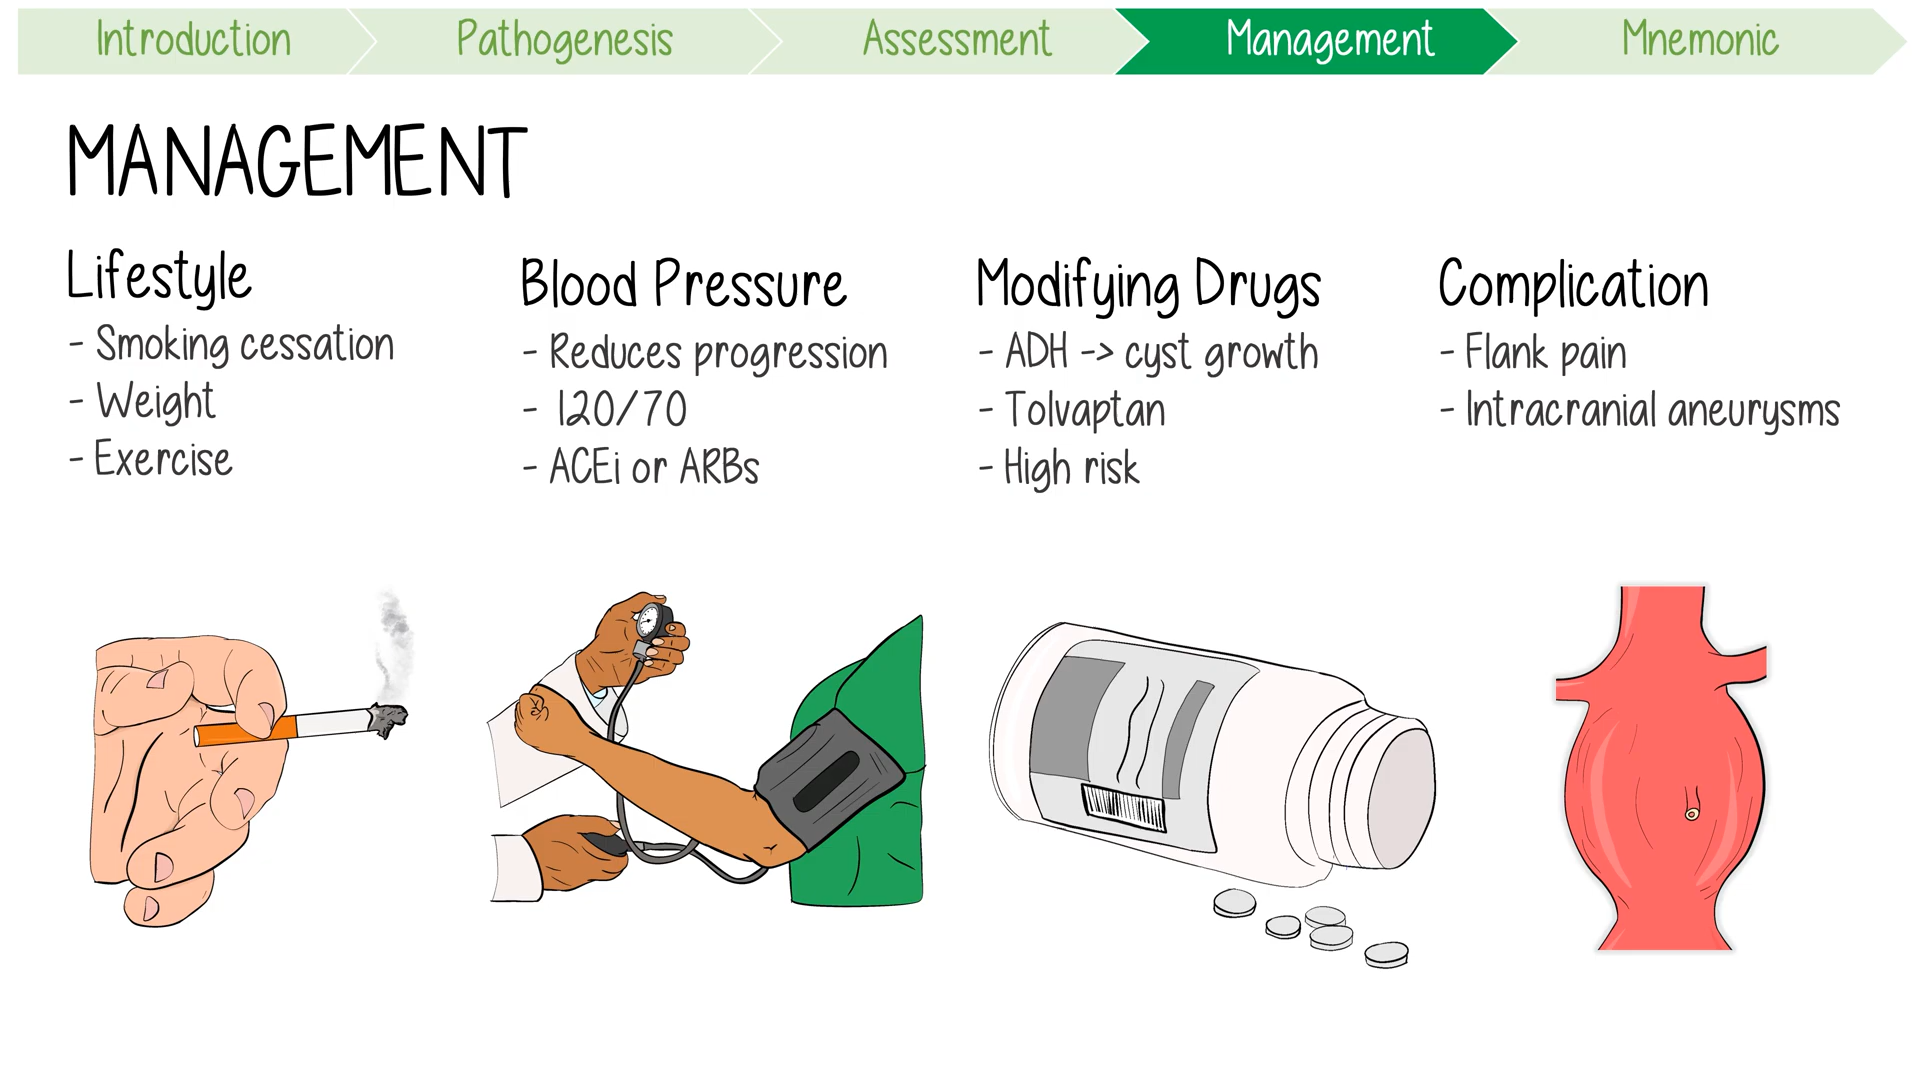 Introduction
Pathogenesis
Assessment
Management
Mnemonic
MANAGEMENT
Lifestyle
- Smoking cessation
- Weight
- Exercise
Blood Pressure
- Reduces progression
- 120/70
- ACEi or ARBs
Modifying Drugs
- ADH -> cyst growth
- Tolvaptan
- High risk
Complication
- Flank pain
- Intracranial aneurysms